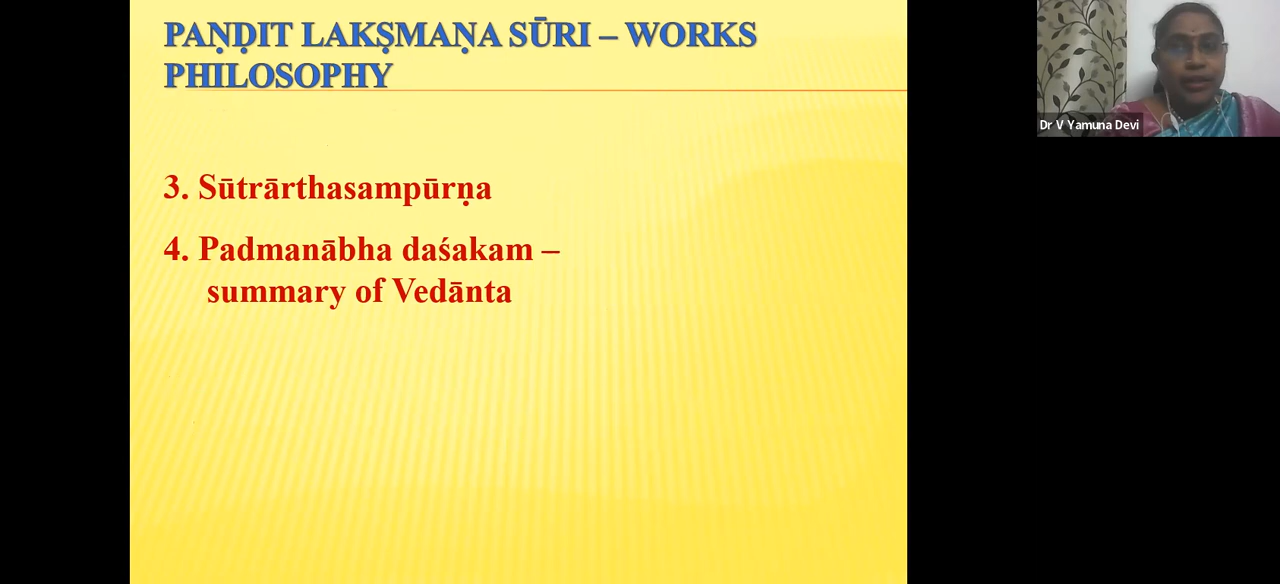 PAṆḌIT LAKṢMAṆA SŪRI – WORKS
PHILOSOPHY
3. Sūtrārthasampūrṇa
4. Padmanābha daśakam –
summary of Vedānta
Dr V Yamuna Devi